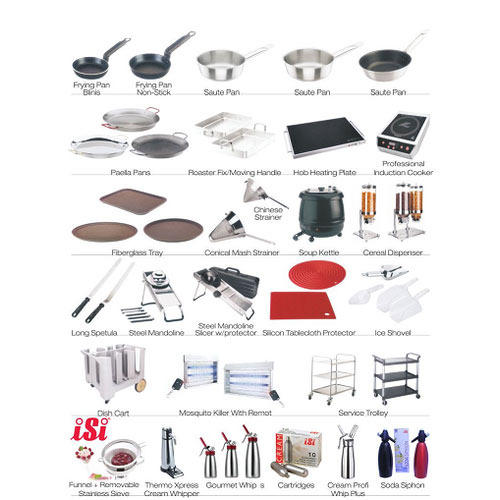 Frying Pan
Blinis
Frying Pan
Non-Stick
Saute Pan
Saute Pan
Saute Pan
Paella Pans
Roaster Fix/Moving Handle
Hob Heating Plate
Professional
Induction Cooker
Fiberglass Tray
Conical Mash Strainer
Chinese
Strainer
Soup Kettle
Cereal Dispenser
Long Spetula
Steel Mandoline
Steel Mandoline
Slicer w/protector
Silicon Tablecloth Protector
Ice Shovel
Dish Cart
Mosquito Killer With Remot
Service Trolley
iSi
Funnel + Removable
Stainless Sieve
Thermo Xpress
Cream Whipper
Gourmet Whip s
CREAM
iSi
10
Cartridges
Cream Profi
Whip Plus
Soda Siphon